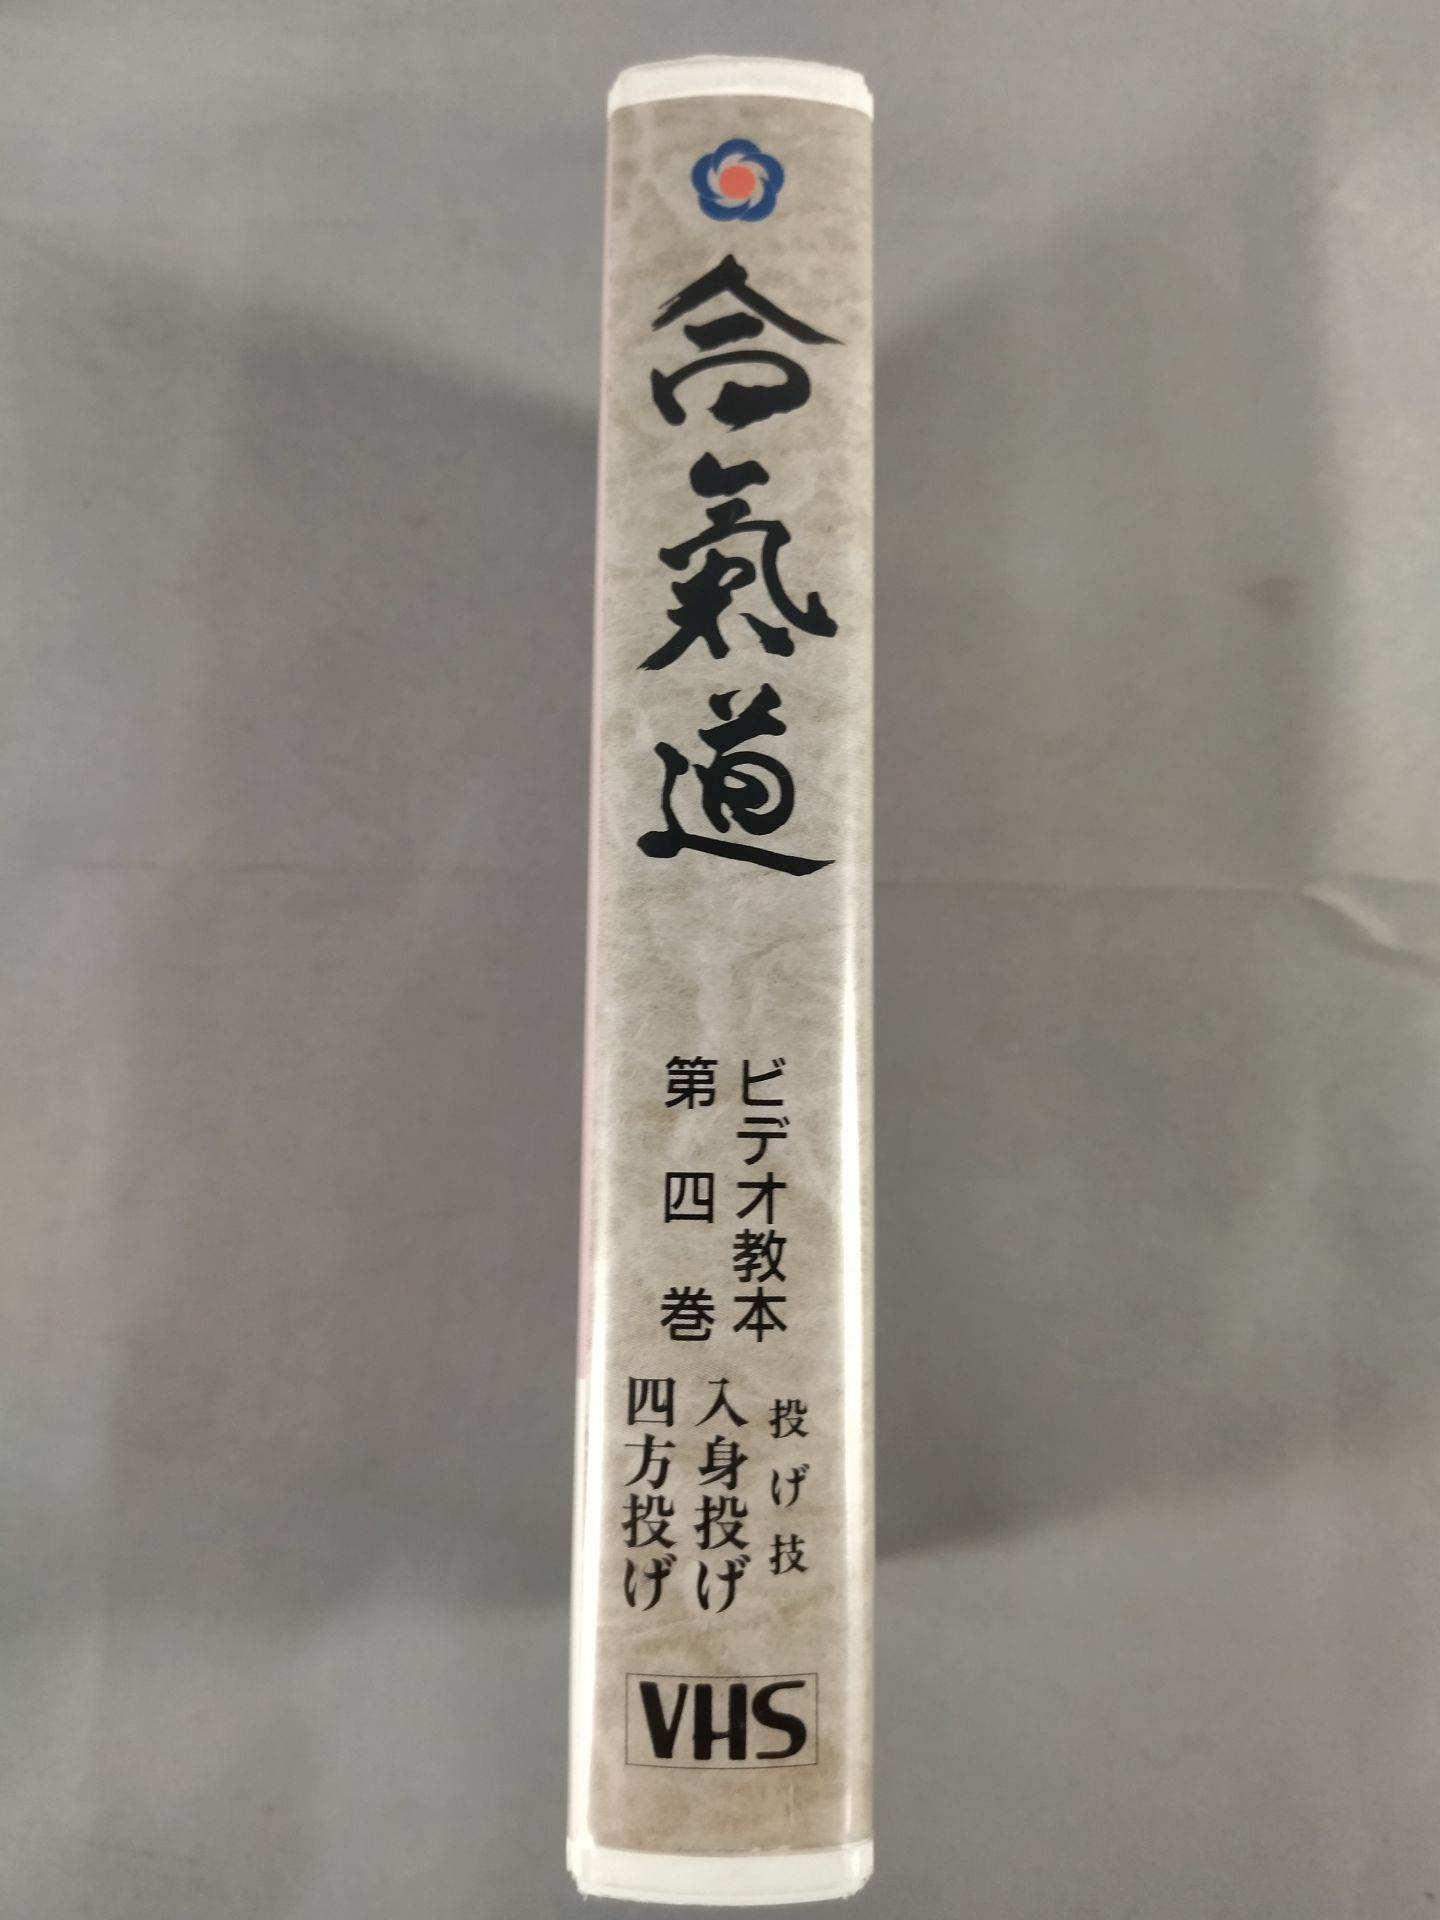 合氣道
ビデオ教本
第四巻
投げ技
入身投げ
四方投げ
VHS